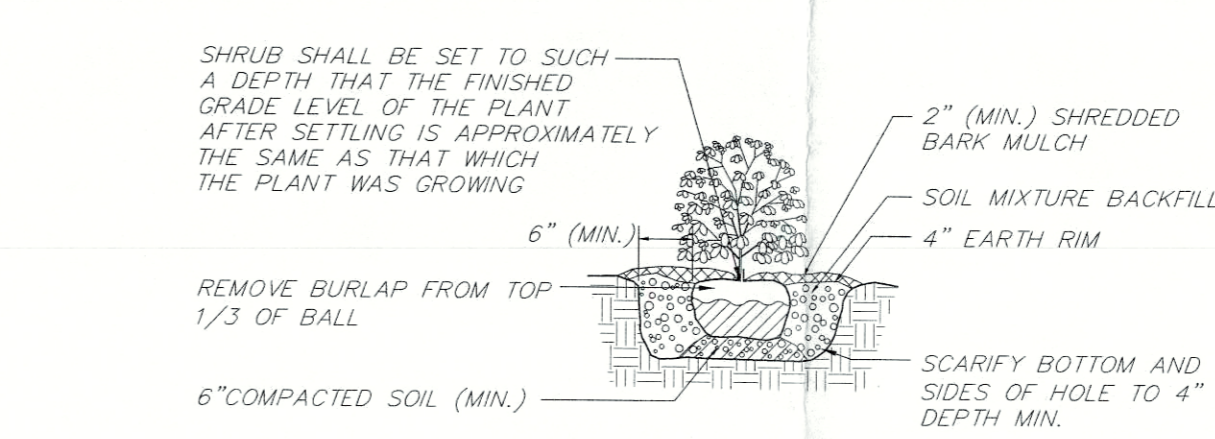 SHRUB SHALL BE SET TO SUCH
A DEPTH THAT THE FINISHED
GRADE LEVEL OF THE PLANT
AFTER SETTLING IS APPROXIMATELY
THE SAME AS THAT WHICH
THE PLANT WAS GROWING
6" (MIN.)
REMOVE BURLAP FROM TOP
1/3 OF BALL
6"COMPACTED SOIL (MIN.)
2" (MIN.) SHREDDED
BARK MULCH
SOIL MIXTURE BACKFILL
4" EARTH RIM
SCARIFY BOTTOM AND
SIDES OF HOLE TO 4"
DEPTH MIN.